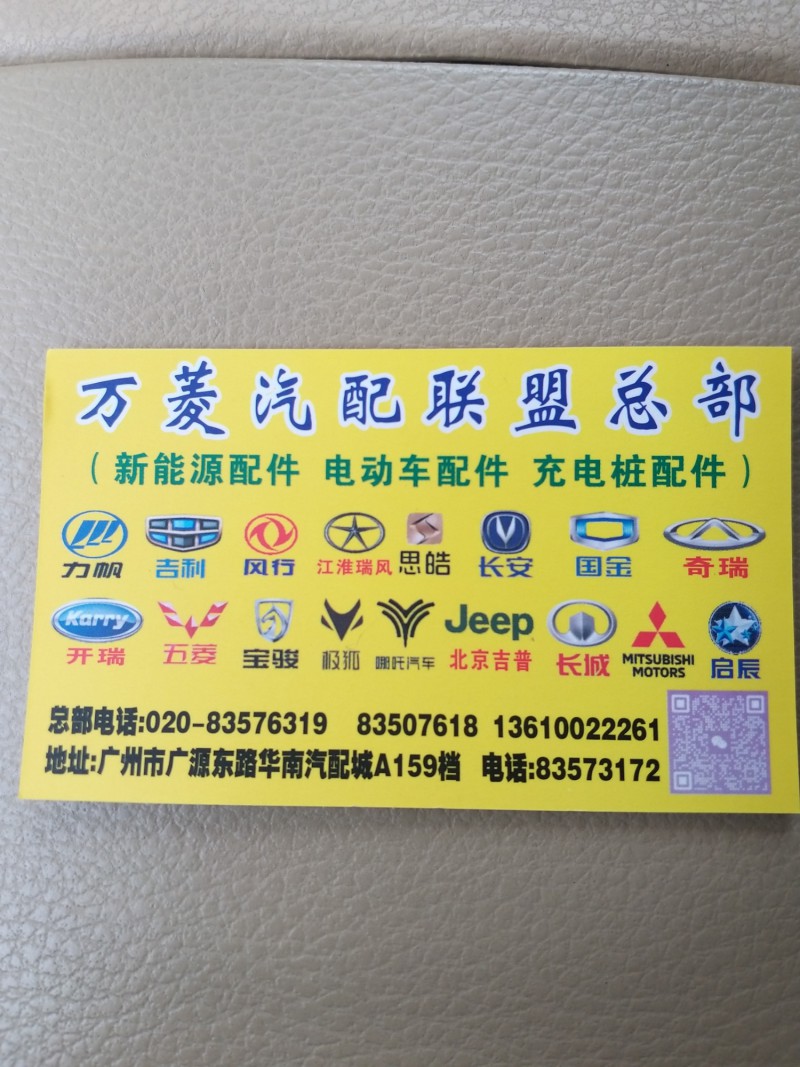 万菱汽配联盟总部
（新能源配件 电动车配件 充电桩配件）
力帆 吉利 风行 江淮瑞风 思皓 长安 国金 奇瑞
Karry Jeep
开瑞 五菱 宝骏 极狐 哪吒汽车 北京吉普 长城 MITSUBISHI MOTORS 启辰
总部电话:020-83576319 83507618 13610022261
地址:广州市广源东路华南汽配城A159档 电话:83573172